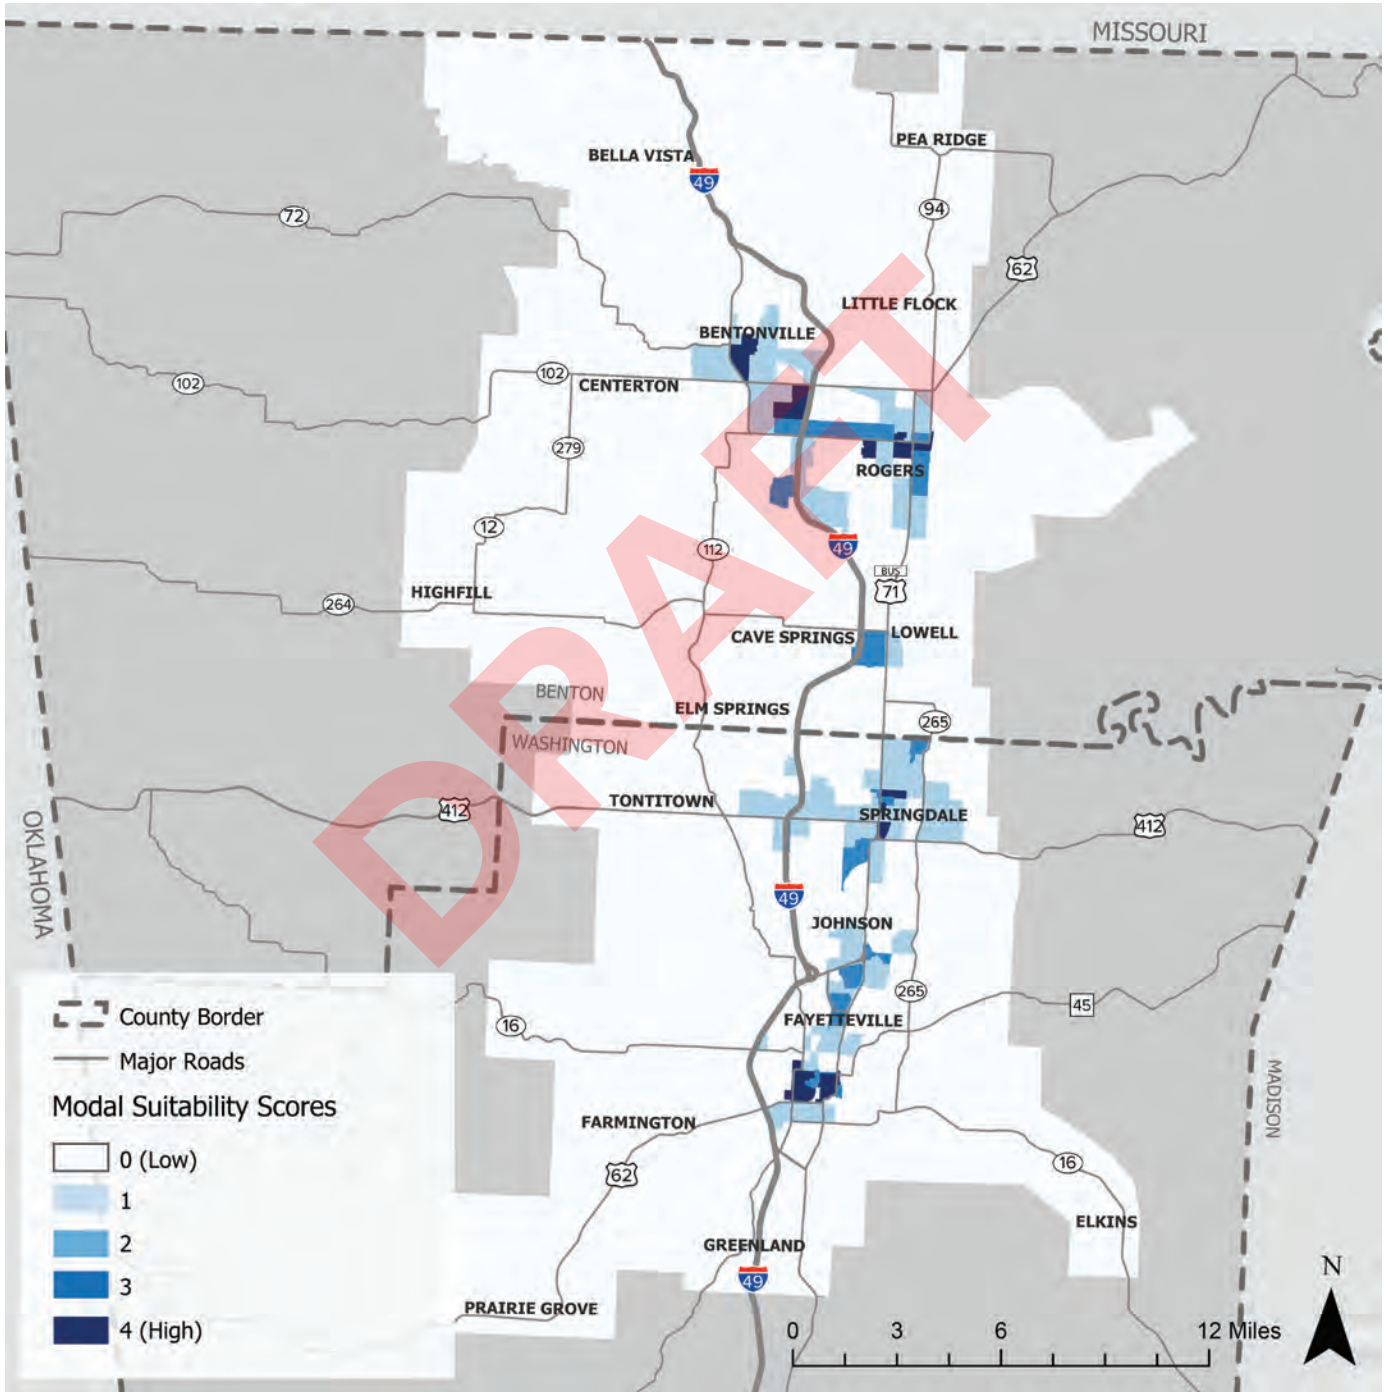 MISSOURI
PEA RIDGE
BELLA VISTA
49
94
72
62
LITTLE FLOCK
BENTONVILLE
102
102
CENTERTON
279
ROGERS
12
112
49
BUS
71
HIGHFILL
264
CAVE SPRINGS
LOWELL
BENTON
ELM SPRINGS
265
WASHINGTON
TONTITOWN
412
SPRINGDALE
412
OKLAHOMA
49
JOHNSON
265
45
16
FAYETTEVILLE
MADISON
FARMINGTON
62
16
ELKINS
GREENLAND
49
PRAIRIE GROVE
DRAFT
County Border
Major Roads
Modal Suitability Scores
0 (Low)
1
2
3
4 (High)
N
0 3 6 12 Miles